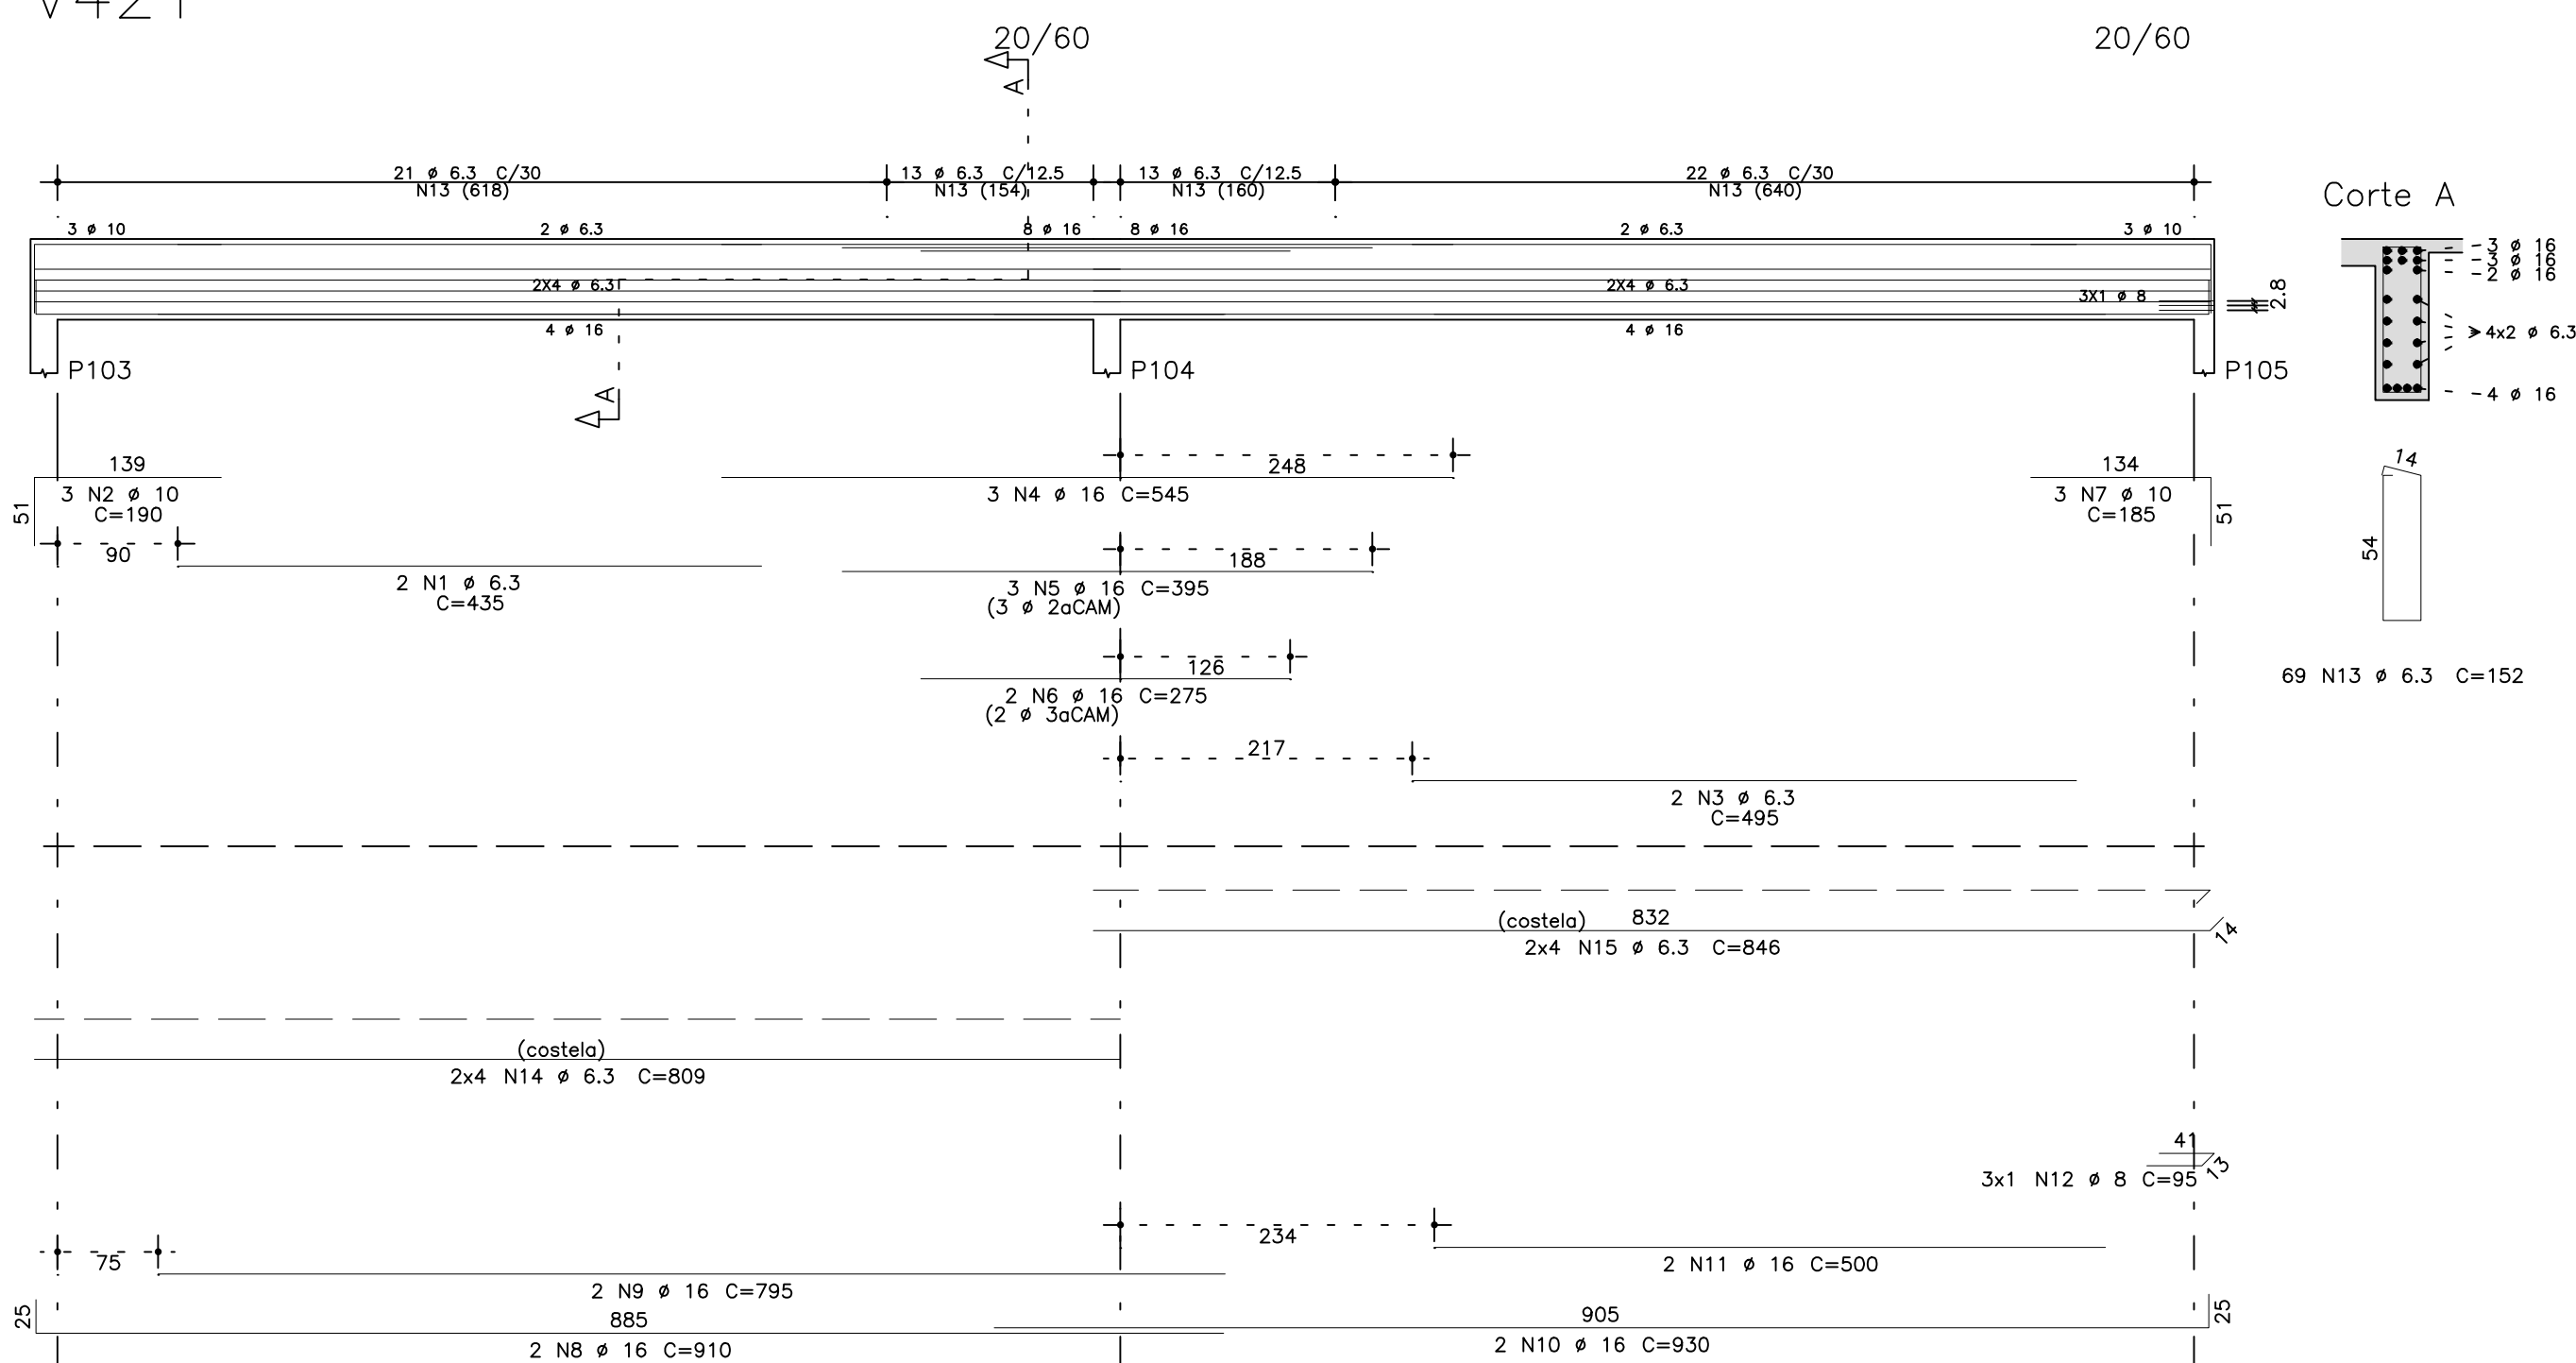 V421
20/60 20/60
21 ø 6.3 C/30 13 ø 6.3 C/12.5 13 ø 6.3 C/12.5 22 ø 6.3 C/30
N13 (618) N13 (154) N13 (160) N13 (640)
A
Corte A
3 ø 10 2 ø 6.3 8 ø 16 8 ø 16 2 ø 6.3 3 ø 10
2X4 ø 6.3 2X4 ø 6.3
3X1 ø 8
2.8
4 ø 16 4 ø 16
P103 P104 P105
A
3 ø 16
3 ø 16
2 ø 16
4x2 ø 6.3
4 ø 16
139 248 134
51 3 N2 ø 10 3 N4 ø 16 C=545 3 N7 ø 10 51
C=190 C=185
14
54
90
2 N1 ø 6.3
C=435
188
3 N5 ø 16 C=395
(3 ø 2aCAM)
126
2 N6 ø 16 C=275
(2 ø 3aCAM)
69 N13 ø 6.3 C=152
217
2 N3 ø 6.3
C=495
(costela) 832
14
2x4 N15 ø 6.3 C=846
(costela)
2x4 N14 ø 6.3 C=809
41
13
3x1 N12 ø 8 C=95
234
75
2 N11 ø 16 C=500
2 N9 ø 16 C=795
25 885 905 25
2 N8 ø 16 C=910 2 N10 ø 16 C=930